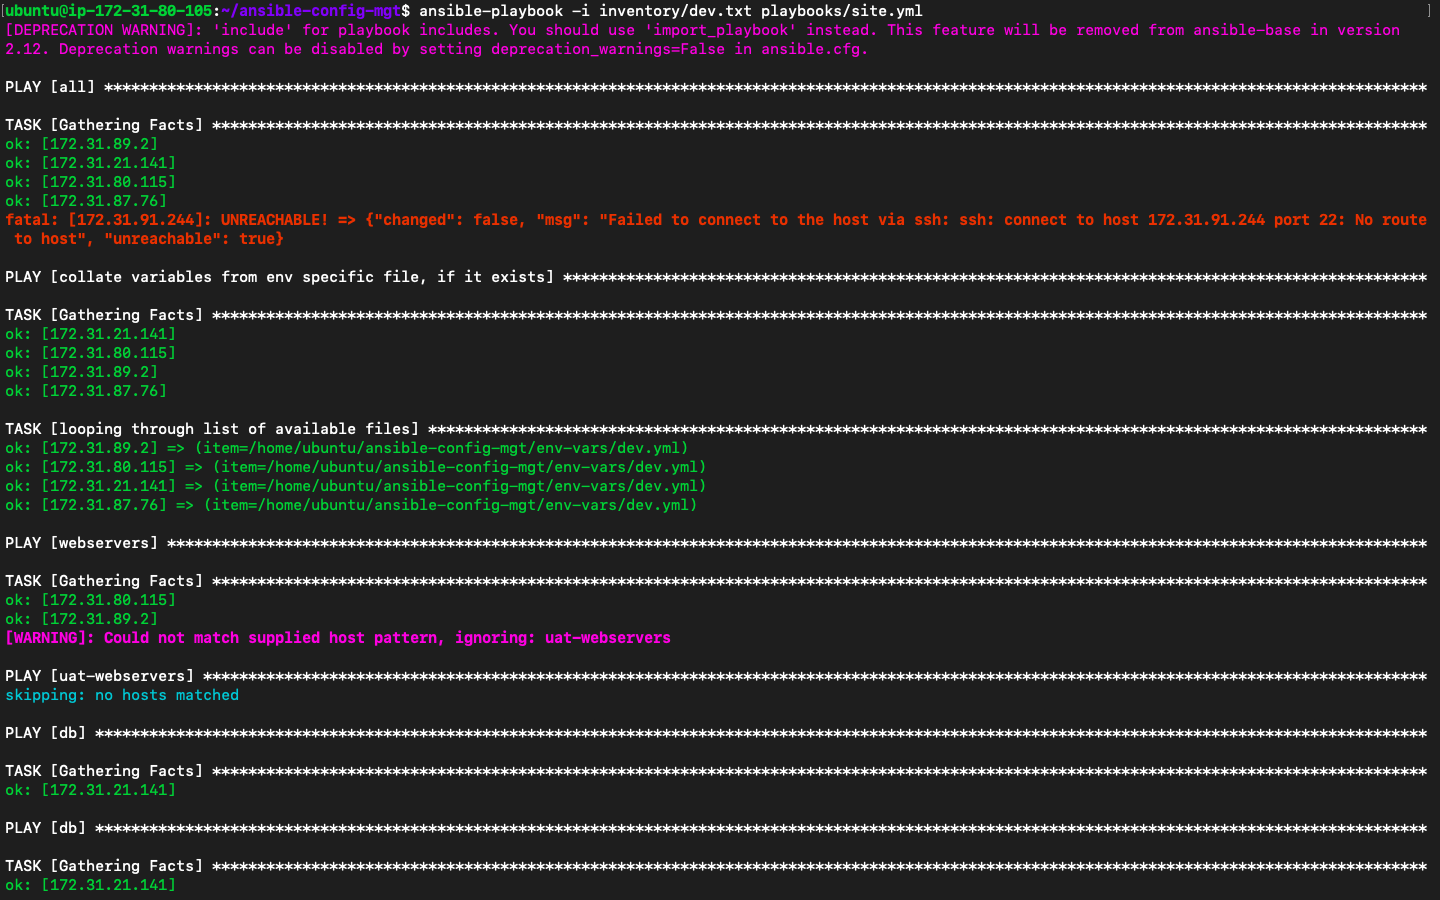 ubuntu@ip-172-31-80-105:~/ansible-config-mgt$ ansible-playbook -i inventory/dev.txt playbooks/site.yml
[DEPRECATION WARNING]: 'include' for playbook includes. You should use 'import_playbook' instead. This feature will be removed from ansible-base in version
2.12. Deprecation warnings can be disabled by setting deprecation_warnings=False in ansible.cfg.
PLAY [all] ***************************************************************************************************************************************************
TASK [Gathering Facts] ***************************************************************************************************************************************
ok: [172.31.89.2]
ok: [172.31.21.141]
ok: [172.31.80.115]
ok: [172.31.87.76]
fatal: [172.31.91.244]: UNREACHABLE! => {"changed": false, "msg": "Failed to connect to the host via ssh: ssh: connect to host 172.31.91.244 port 22: No route
to host", "unreachable": true}
PLAY [collate variables from env specific file, if it exists] ************************************************************************************************
TASK [Gathering Facts] ***************************************************************************************************************************************
ok: [172.31.21.141]
ok: [172.31.80.115]
ok: [172.31.89.2]
ok: [172.31.87.76]
TASK [looping through list of available files] ***************************************************************************************************************
ok: [172.31.89.2] => (item=/home/ubuntu/ansible-config-mgt/env-vars/dev.yml)
ok: [172.31.80.115] => (item=/home/ubuntu/ansible-config-mgt/env-vars/dev.yml)
ok: [172.31.21.141] => (item=/home/ubuntu/ansible-config-mgt/env-vars/dev.yml)
ok: [172.31.87.76] => (item=/home/ubuntu/ansible-config-mgt/env-vars/dev.yml)
PLAY [webservers] ********************************************************************************************************************************************
TASK [Gathering Facts] ***************************************************************************************************************************************
ok: [172.31.80.115]
ok: [172.31.89.2]
[WARNING]: Could not match supplied host pattern, ignoring: uat-webservers
PLAY [uat-webservers] ****************************************************************************************************************************************
skipping: no hosts matched
PLAY [db] ****************************************************************************************************************************************************
TASK [Gathering Facts] ***************************************************************************************************************************************
ok: [172.31.21.141]
PLAY [db] ****************************************************************************************************************************************************
TASK [Gathering Facts] ***************************************************************************************************************************************
ok: [172.31.21.141]